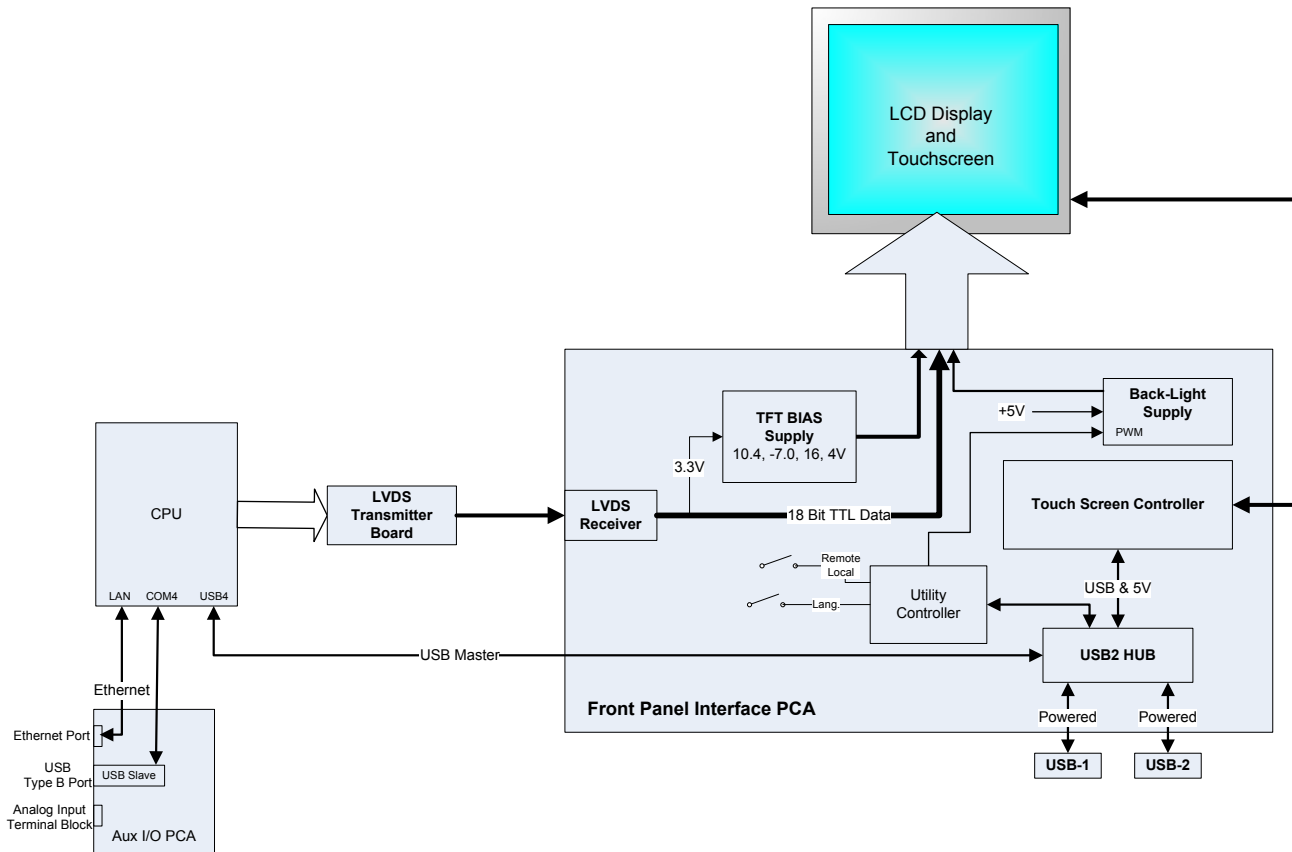 LCD Display
and
Touchscreen
TFT BIAS
Supply
10.4, -7.0, 16, 4V
Back-Light
Supply
+5V
PWM
3.3V
CPU
LVDS
Transmitter
Board
LVDS
Receiver
18 Bit TTL Data
Touch Screen Controller
Remote
Local
Lang.
Utility
Controller
USB & 5V
LAN
COM4
USB4
USB Master
USB2 HUB
Ethernet
Front Panel Interface PCA
Powered
Powered
USB-1
USB-2
Ethernet Port
USB
Type B Port
USB Slave
Analog Input
Terminal Block
Aux I/O PCA